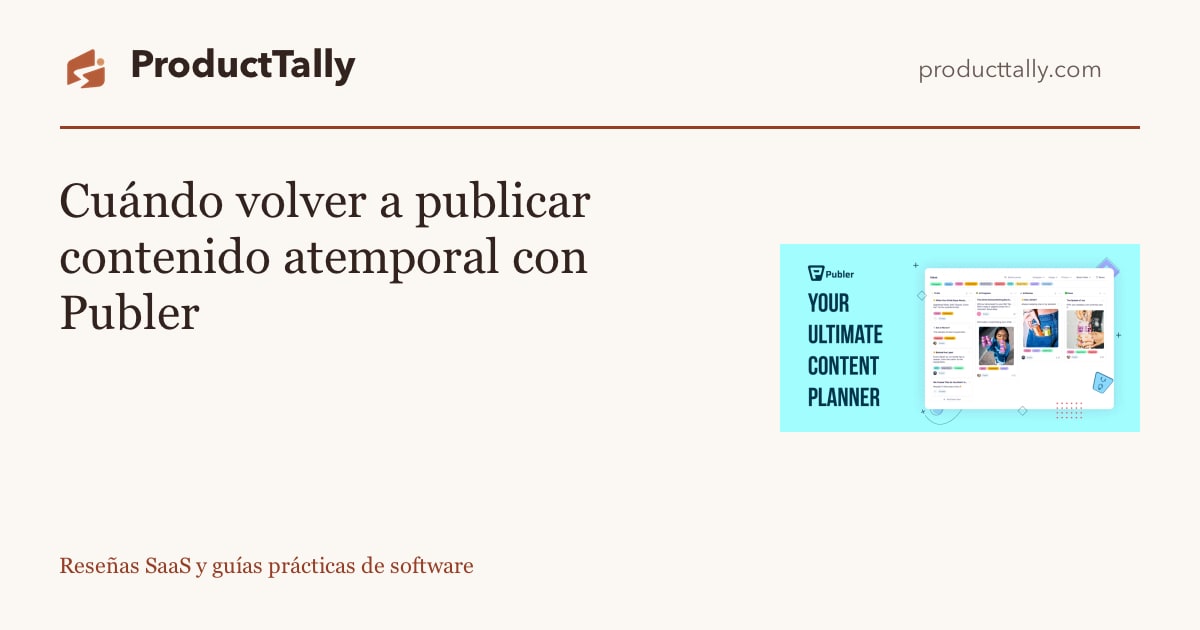 ProductTally
producttally.com
Cuándo volver a publicar
contenido atemporal con
Publer
Publer
YOUR
ULTIMATE
CONTENT
PLANNER
Reseñas SaaS y guías prácticas de software